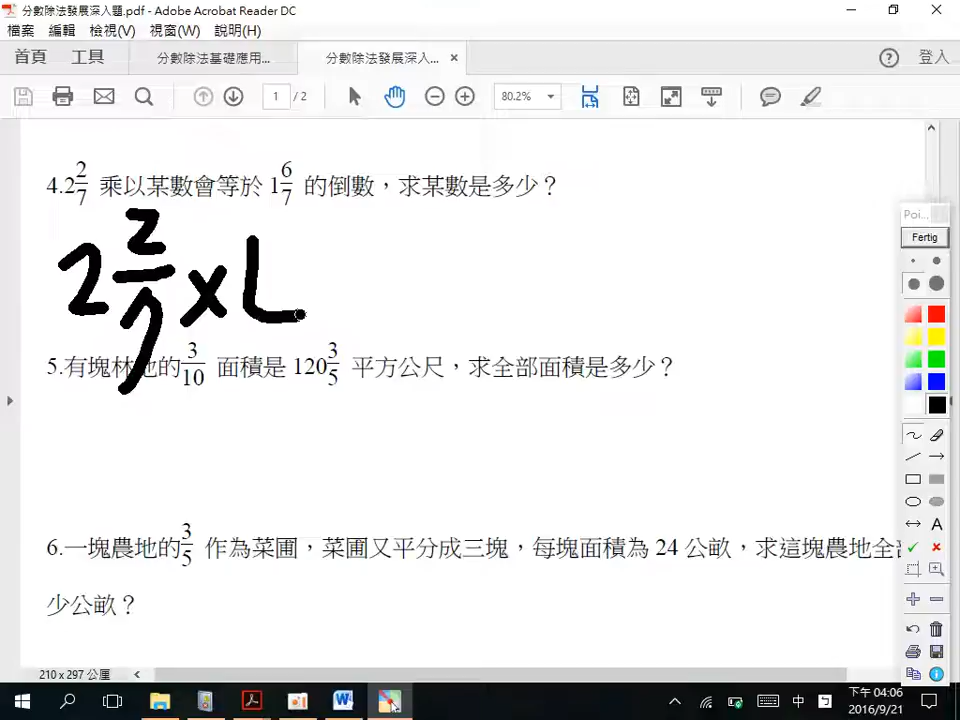 分數除法發展深入題.pdf - Adobe Acrobat Reader DC
檔案 編輯 檢視(V) 視窗(W) 說明(H)
首頁 工具 分數除法基礎應用... 分數除法發展深入... × 登入
1 / 2 80.2%
4.2 2/7 乘以某數會等於 1 6/7 的倒數，求某數是多少？
2 2/7 ×
5.有塊林地的 3/10 面積是 120 3/5 平方公尺，求全部面積是多少？
6.一塊農地的 3/5 作為菜圃，菜圃又平分成三塊，每塊面積為 24 公畝，求這塊農地全
少公畝？
Poi...
Fertig
A
210 x 297 公厘
中
下午 04:06
2016/9/21